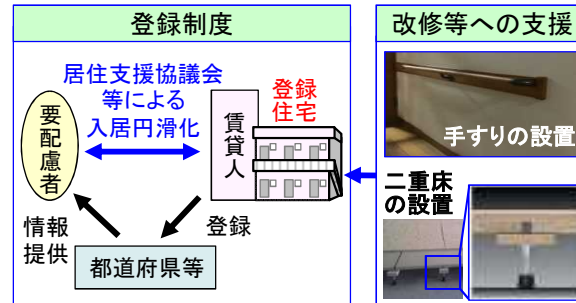 登録制度
居住支援協議会
等による
入居円滑化
要配慮者
賃貸人
登録
住宅
情報
提供
登録
都道府県等
改修等への支援
手すりの設置
二重床
の設置